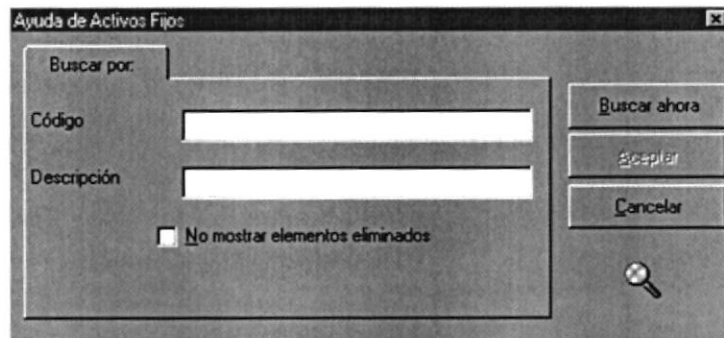 Ayuda de Activos Fijos
Buscar por:
Código
Descripción
No mostrar elementos eliminados
Buscar ahora
Aceptar
Cancelar